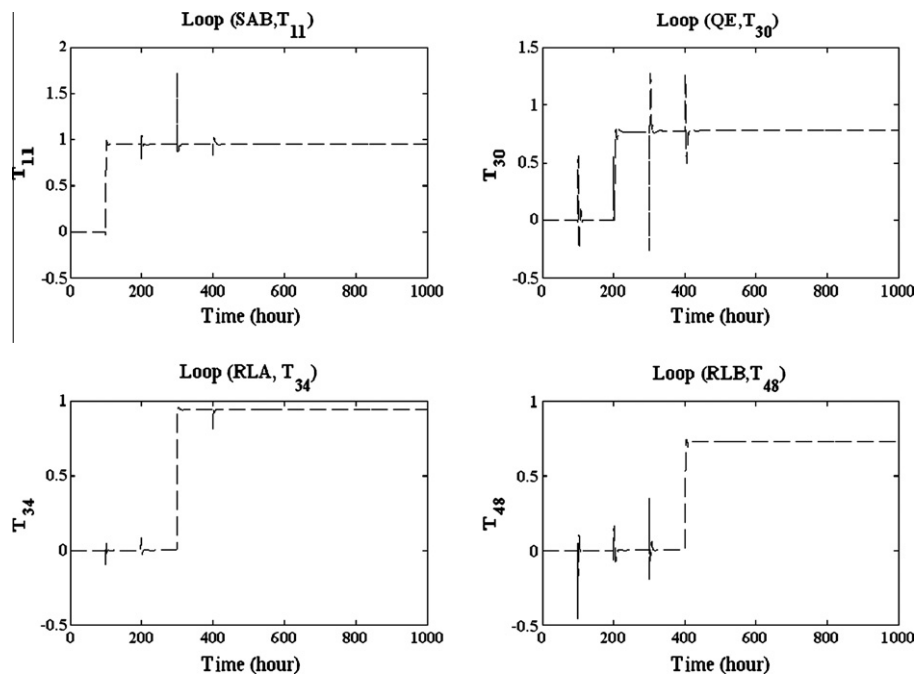 Loop (SAB,T11)
2
1.5
1
0.5
0
-0.5
T11
0 200 400 600 800 1000
Time (hour)
Loop (QE,T30)
1.5
1
0.5
0
-0.5
T30
0 200 400 600 800 1000
Time (hour)
Loop (RLA, T34)
1
0.5
0
-0.5
T34
0 200 400 600 800 1000
Time (hour)
Loop (RLB,T48)
1
0.5
0
-0.5
T48
0 200 400 600 800 1000
Time (hour)